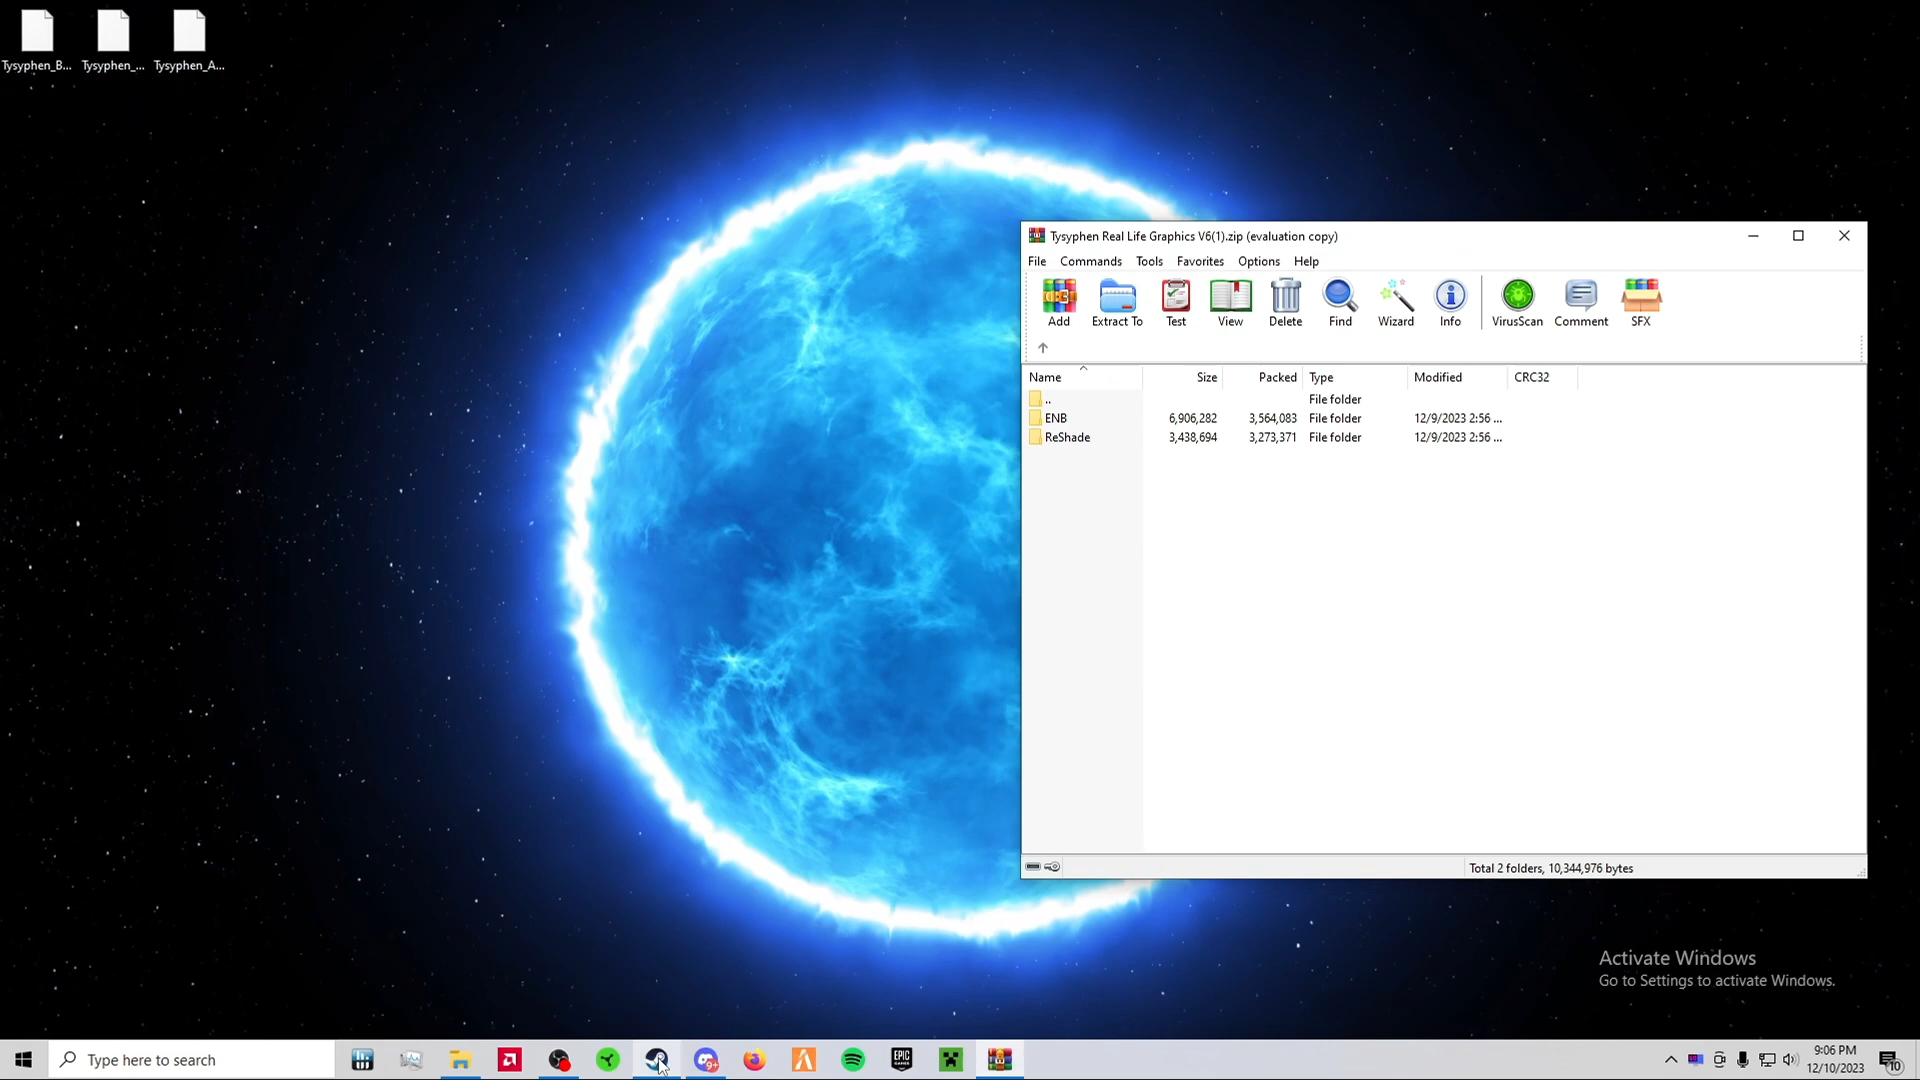 Tysyphen_B... Tysyphen_... Tysyphen_A...
Tysyphen Real Life Graphics V6(1).zip (evaluation copy)
File Commands Tools Favorites Options Help
Add Extract To Test View Delete Find Wizard Info VirusScan Comment SFX
Name Size Packed Type Modified CRC32
.. File folder
ENB 6,906,282 3,564,083 File folder 12/9/2023 2:56 ...
ReShade 3,438,694 3,273,371 File folder 12/9/2023 2:56 ...
Total 2 folders, 10,344,976 bytes
Activate Windows
Go to Settings to activate Windows.
Type here to search
9+
EPIC
GAMES
9:06 PM
12/10/2023
10